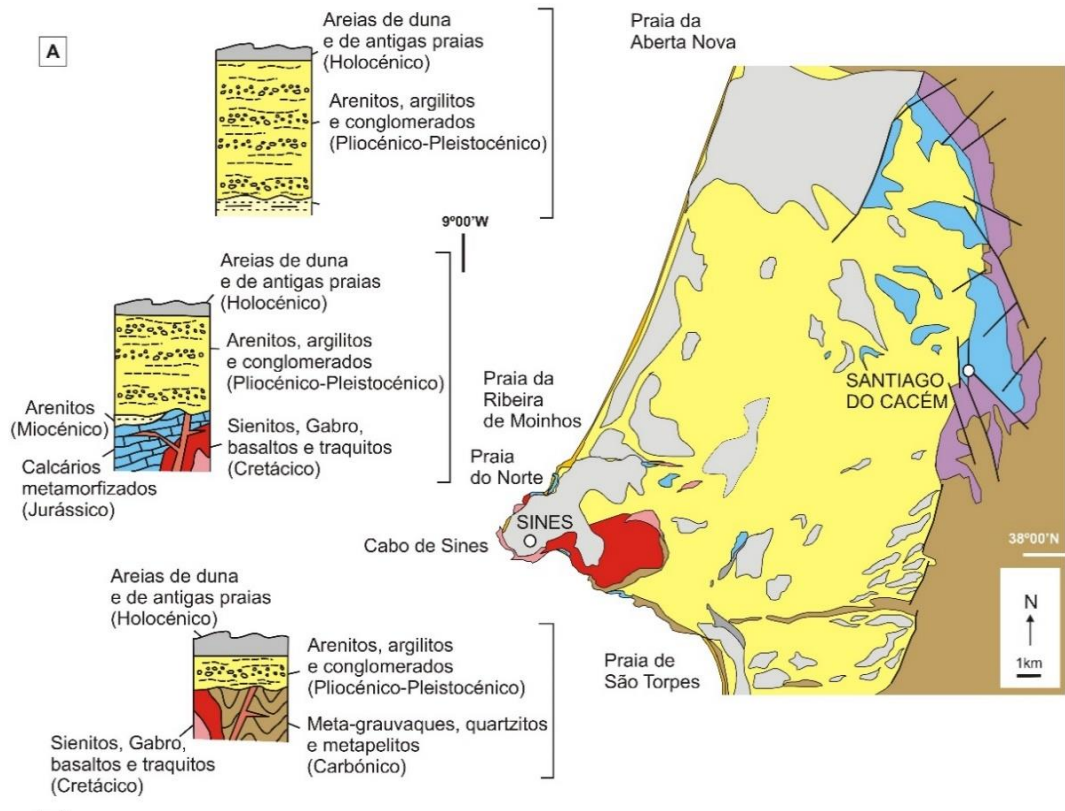 A
Areias de duna
e de antigas praias
(Holocénico)
Arenitos, argilitos
e conglomerados
(Pliocénico-Pleistocénico)
Areias de duna
e de antigas praias
(Holocénico)
Arenitos, argilitos
e conglomerados
(Pliocénico-Pleistocénico)
Arenitos
(Miocénico)
Sienitos, Gabro,
basaltos e traquitos
(Cretácico)
Calcários
metamorfizados
(Jurássico)
Areias de duna
e de antigas praias
(Holocénico)
Arenitos, argilitos
e conglomerados
(Pliocénico-Pleistocénico)
Meta-grauvaques, quartzitos
e metapelitos
(Carbónico)
Sienitos, Gabro,
basaltos e traquitos
(Cretácico)
Praia da
Aberta Nova
9º00'W
Praia da
Ribeira
de Moinhos
Praia
do Norte
SINES
Cabo de Sines
SANTIAGO
DO CACÉM
38º00'N
Praia de
São Torpes
N
1km